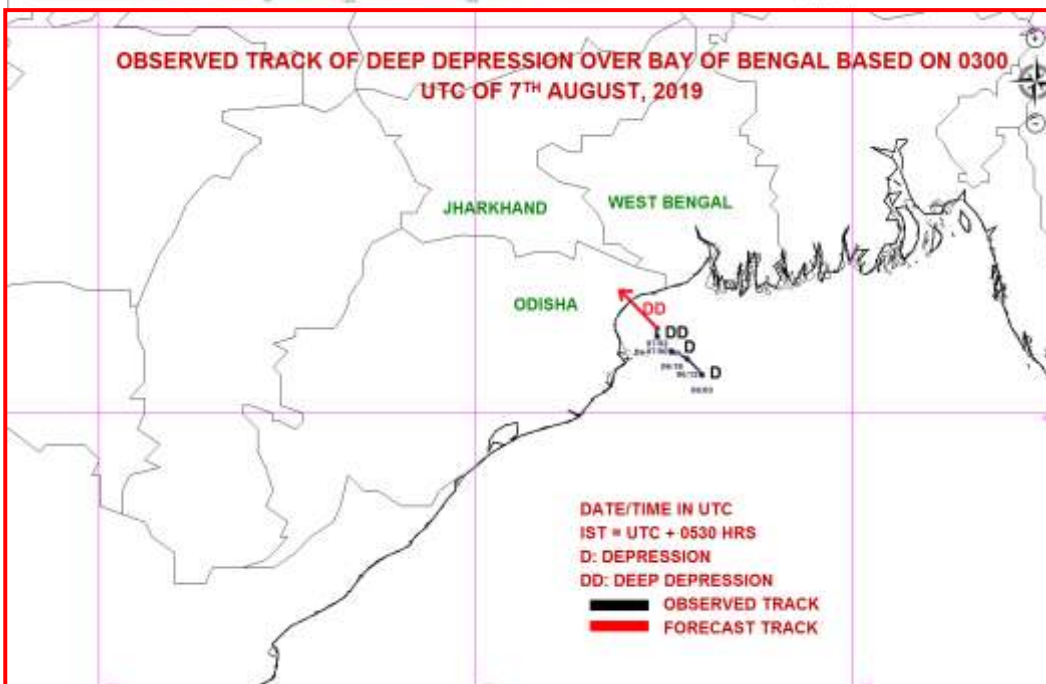 OBSERVED TRACK OF DEEP DEPRESSION OVER BAY OF BENGAL BASED ON 0300
UTC OF 7TH AUGUST, 2019
JHARKHAND
WEST BENGAL
ODISHA
DD
DD
D
D
DATE/TIME IN UTC
IST = UTC + 0530 HRS
D: DEPRESSION
DD: DEEP DEPRESSION
OBSERVED TRACK
FORECAST TRACK